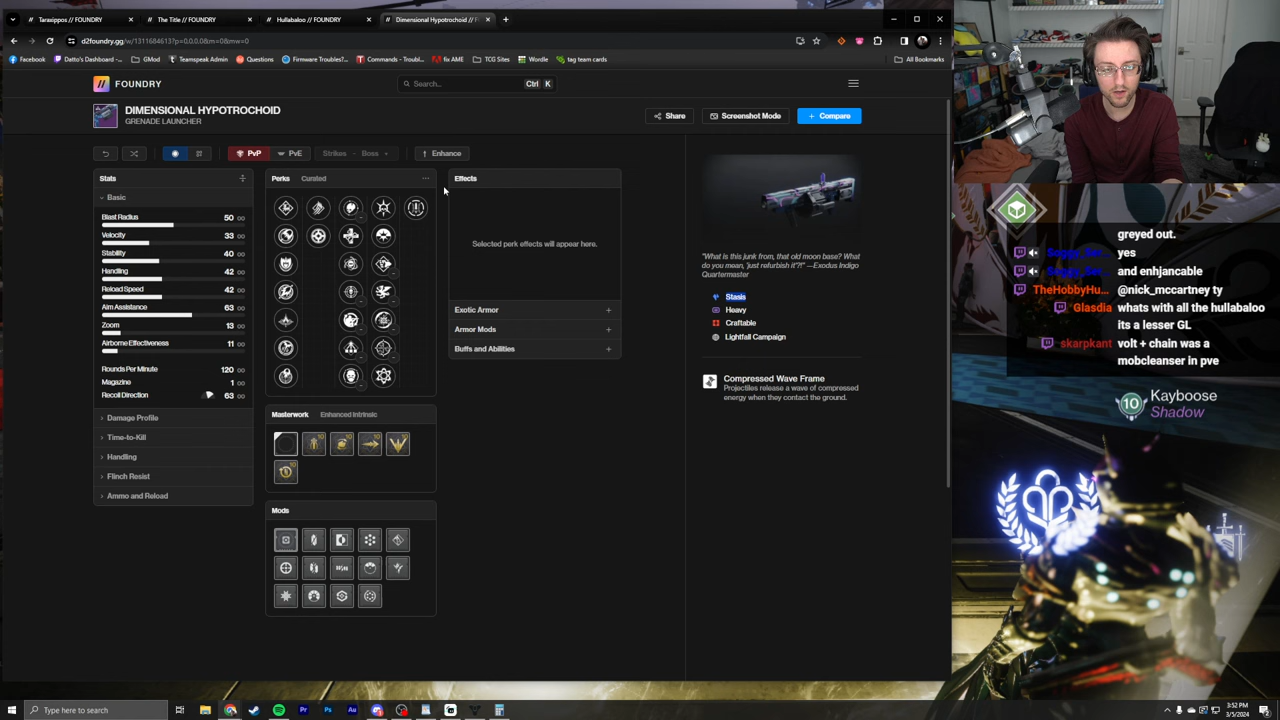 Taraxippos // FOUNDRY
The Title // FOUNDRY
Hullabaloo // FOUNDRY
Dimensional Hypotrochoid // F
d2foundry.gg/w/1311684613?p=0,0,0,0&m=0&mw=0
Facebook
Datto's Dashboard -...
GMod
Teamspeak Admin
Questions
Firmware Troubles?...
Commands - Troubl...
fix AME
TCG Sites
Wordle
tag team cards
All Bookmarks
FOUNDRY
Search...
Ctrl
K
DIMENSIONAL HYPOTROCHOID
GRENADE LAUNCHER
Share
Screenshot Mode
Compare
PvP
PvE
Strikes
Boss
Enhance
Stats
Basic
Blast Radius 50
Velocity 33
Stability 40
Handling 42
Reload Speed 42
Aim Assistance 63
Zoom 13
Airborne Effectiveness 11
Rounds Per Minute 120
Magazine 1
Recoil Direction 63
Damage Profile
Time-to-Kill
Handling
Flinch Resist
Ammo and Reload
Perks
Curated
Masterwork
Enhanced Intrinsic
10
10
10
10
Mods
Effects
Selected perk effects will appear here.
Exotic Armor
Armor Mods
Buffs and Abilities
"What is this junk from, that old moon base? What
do you mean, 'just refurbish it'?!" —Exodus Indigo
Quartermaster
Stasis
Heavy
Craftable
Lightfall Campaign
Compressed Wave Frame
Projectiles release a wave of compressed
energy when they contact the ground.
greyed out.
yes
and enhjancable
TheHobbyHu... @nick_mccarney ty
Glasdia whats with all the hullabaloo
its a lesser GL
skarpkant volt + chain was a
mobcleanser in pve
10
Kayboose
Shadow
Type here to search
3:52 PM
3/5/2024